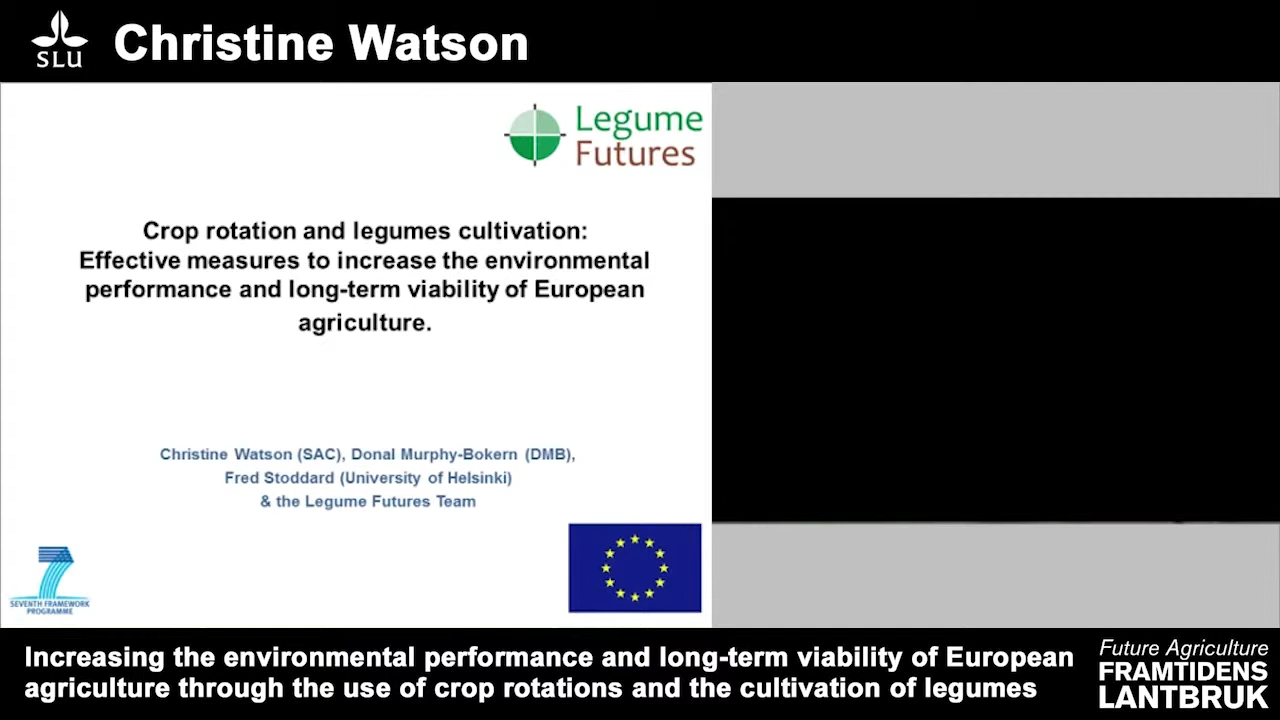 SLU
Christine Watson
Legume
Futures
Crop rotation and legumes cultivation:
Effective measures to increase the environmental
performance and long-term viability of European
agriculture.
Christine Watson (SAC), Donal Murphy-Bokern (DMB),
Fred Stoddard (University of Helsinki)
& the Legume Futures Team
7
SEVENTH FRAMEWORK
PROGRAMME
Increasing the environmental performance and long-term viability of European
agriculture through the use of crop rotations and the cultivation of legumes
Future Agriculture
FRAMTIDENS
LANTBRUK